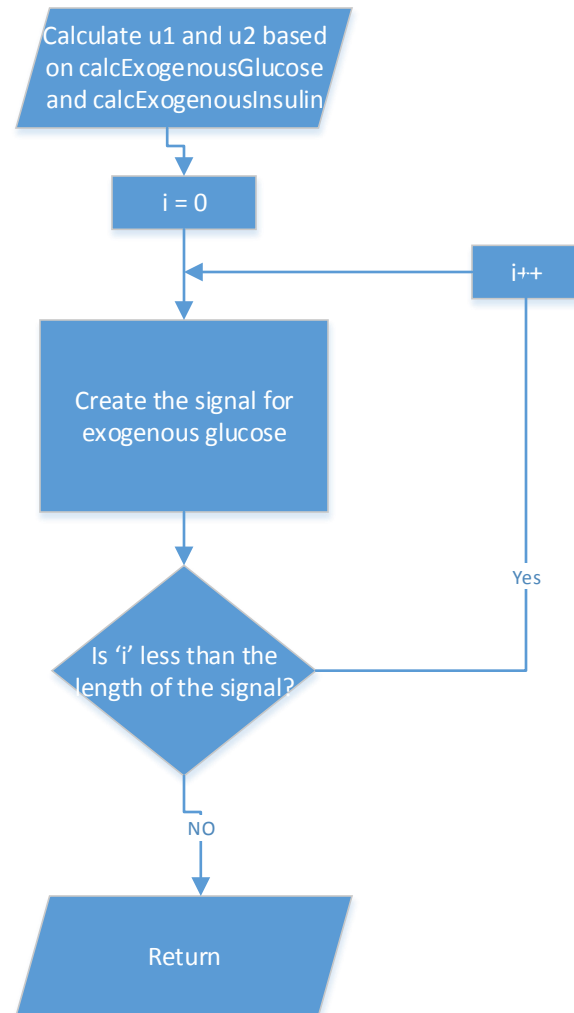 Calculate u1 and u2 based
on calcExogenousGlucose
and calcExogenousInsulin
i = 0
i++
Create the signal for
exogenous glucose
Yes
Is ‘i’ less than the
length of the signal?
NO
Return